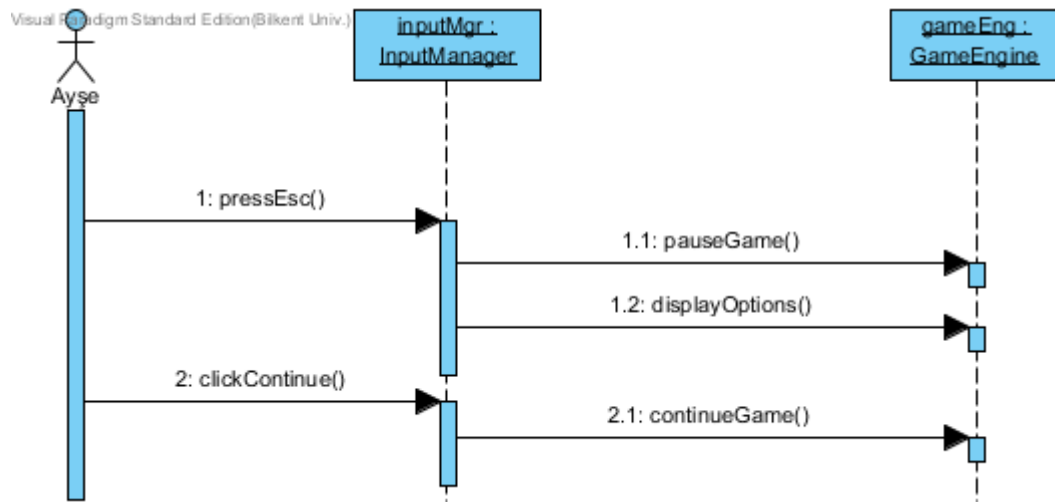 Visual Paradigm Standard Edition(Bilkent Univ.)
inputMgr :
InputManager
gameEng :
GameEngine
Ayşe
1: pressEsc()
1.1: pauseGame()
1.2: displayOptions()
2: clickContinue()
2.1: continueGame()